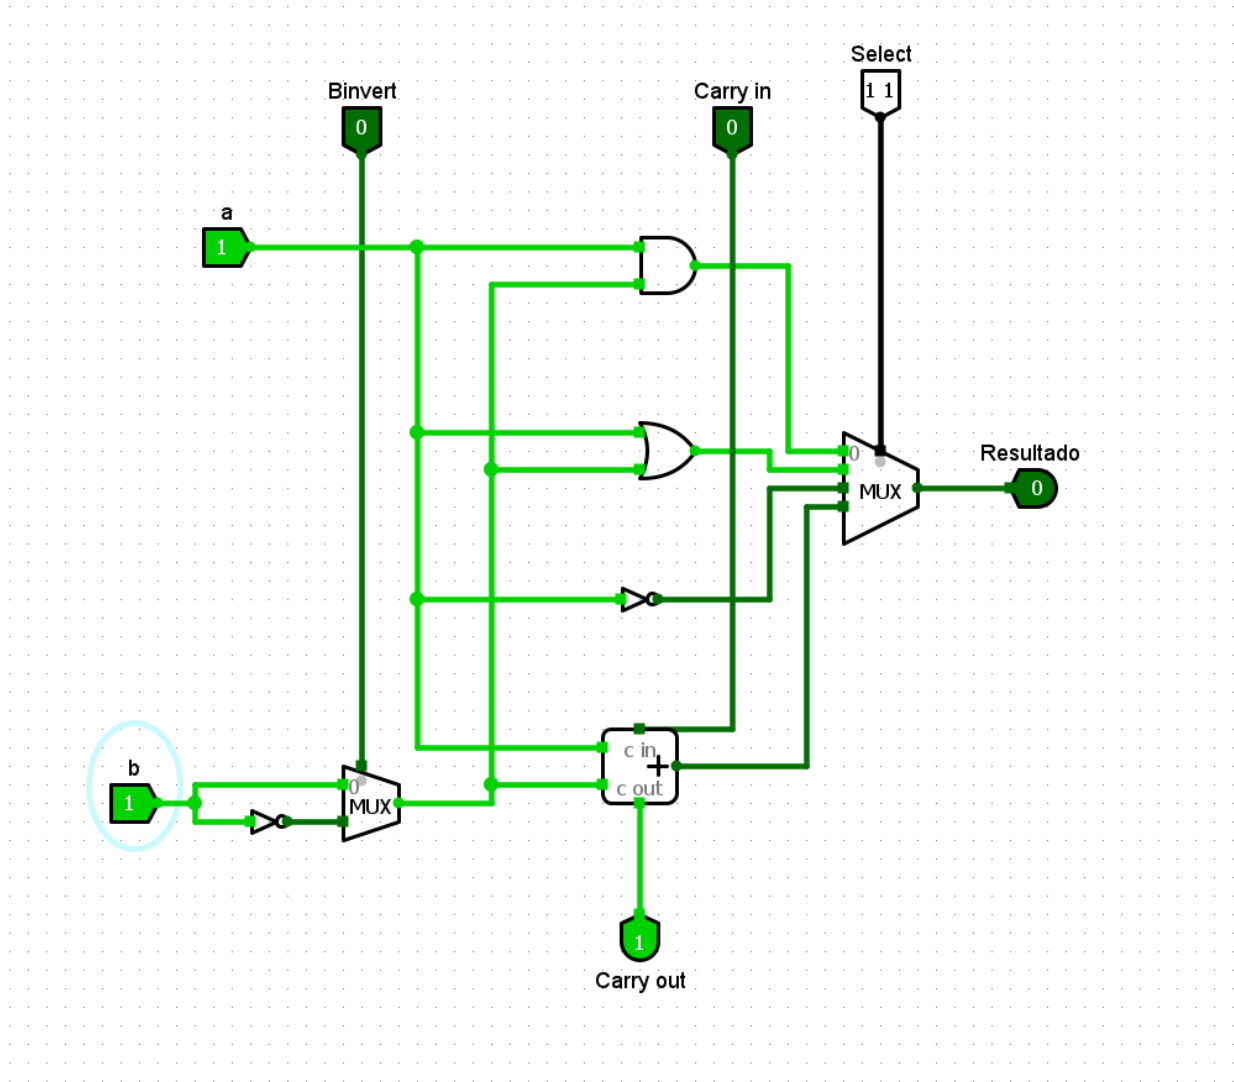 Select
1 1
Binvert
0
Carry in
0
a
1
0
MUX
Resultado
0
c in
+
c out
b
1
0
MUX
1
Carry out